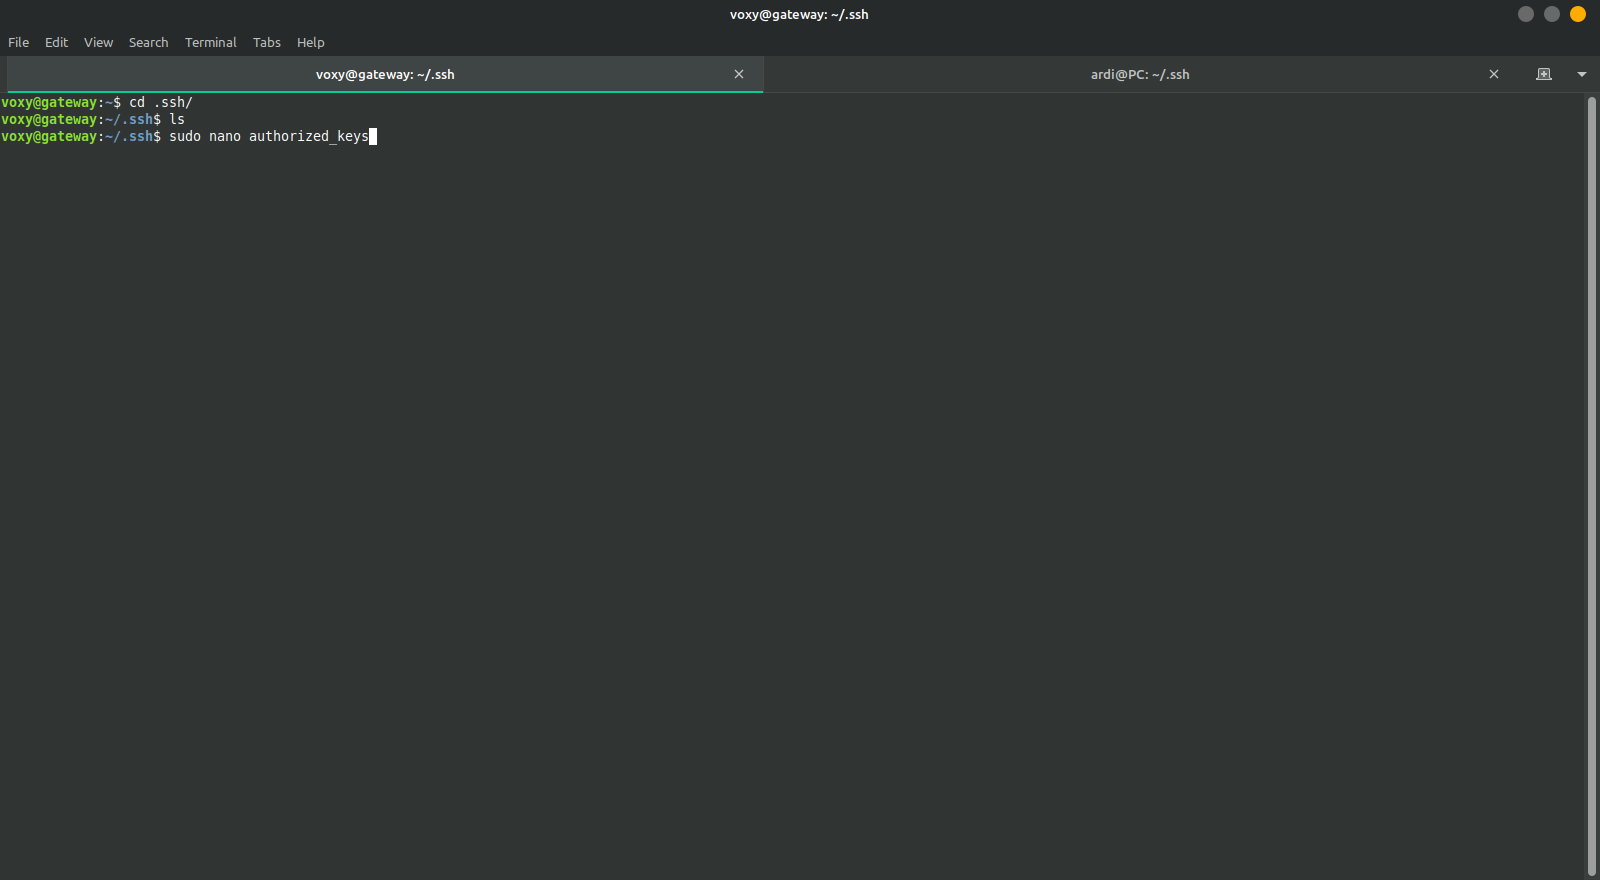 voxy@gateway: ~/.ssh
File Edit View Search Terminal Tabs Help
voxy@gateway: ~/.ssh
ardi@PC: ~/.ssh
voxy@gateway:~$ cd .ssh/
voxy@gateway:~/.ssh$ ls
voxy@gateway:~/.ssh$ sudo nano authorized_keys